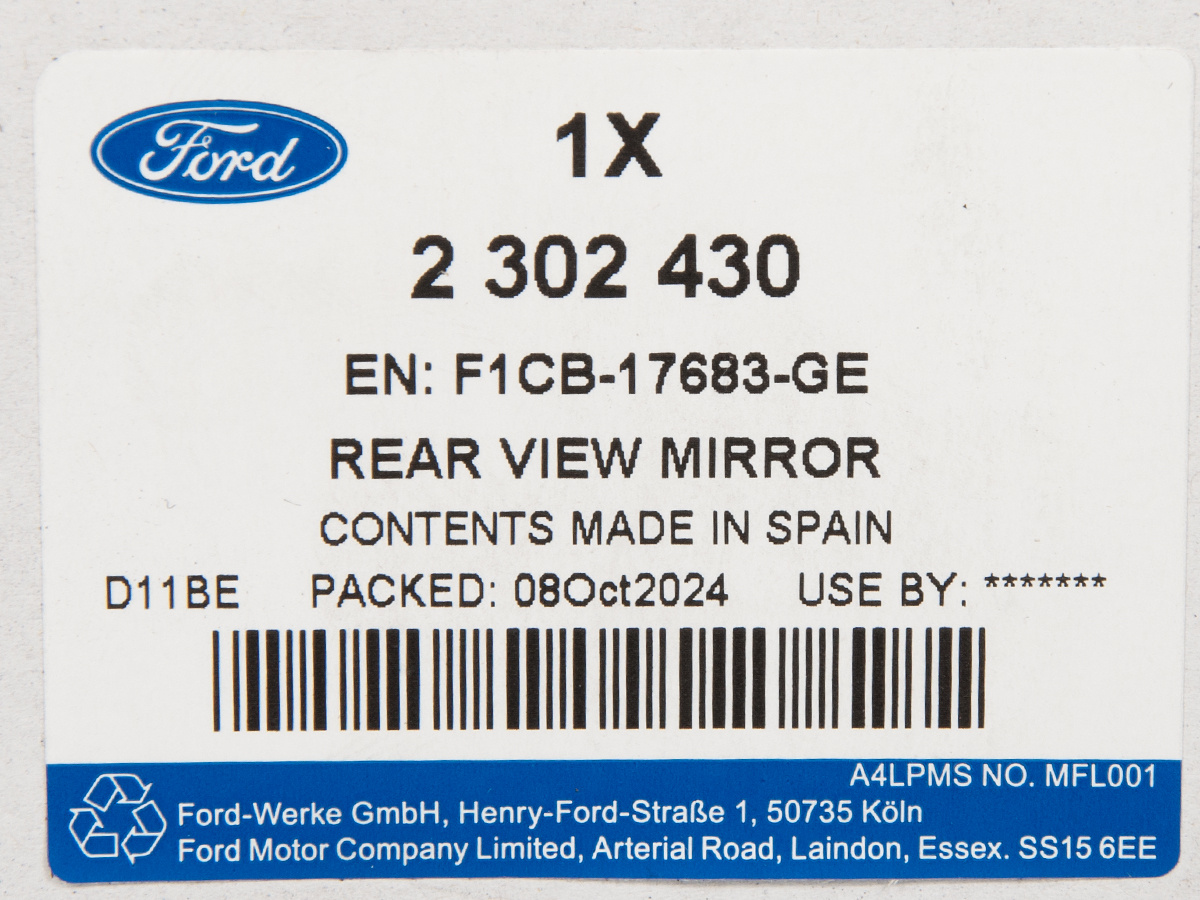 Ford
1X
2 302 430
EN: F1CB-17683-GE
REAR VIEW MIRROR
CONTENTS MADE IN SPAIN
D11BE PACKED: 08Oct2024 USE BY: *******
A4LPMS NO. MFL001
Ford-Werke GmbH, Henry-Ford-Straße 1, 50735 Köln
Ford Motor Company Limited, Arterial Road, Laindon, Essex. SS15 6EE